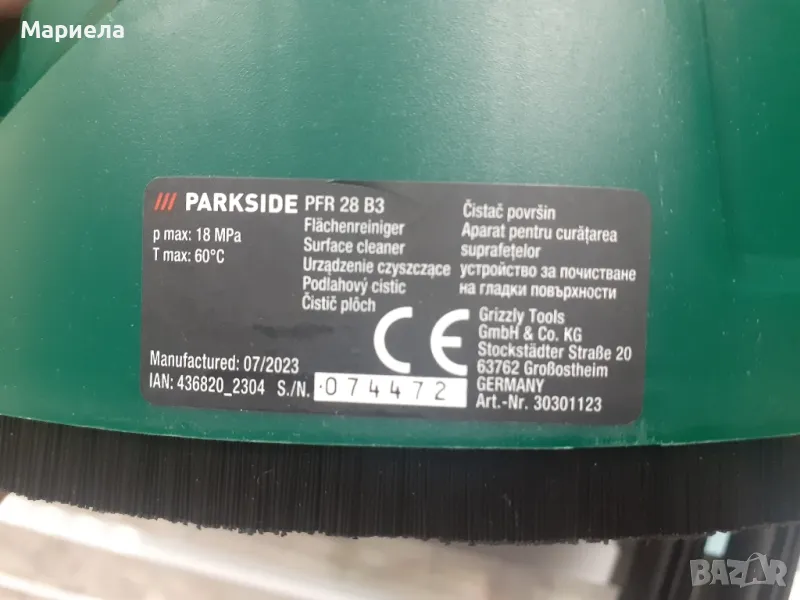 Мариела
/// PARKSIDE PFR 28 B3
p max: 18 MPa
T max: 60°C
Flächenreiniger
Surface cleaner
Urządzenie czyszczące
Podlahový cistic
Čistič plôch
Čistač površin
Aparat pentru curățarea
suprafețelor
устройство за почистване
на гладки повърхности
CE
Grizzly Tools
GmbH & Co. KG
Stockstädter Straße 20
63762 Großostheim
GERMANY
Art.-Nr. 30301123
Manufactured: 07/2023
IAN: 436820_2304 S./N. 074472
BAZAR